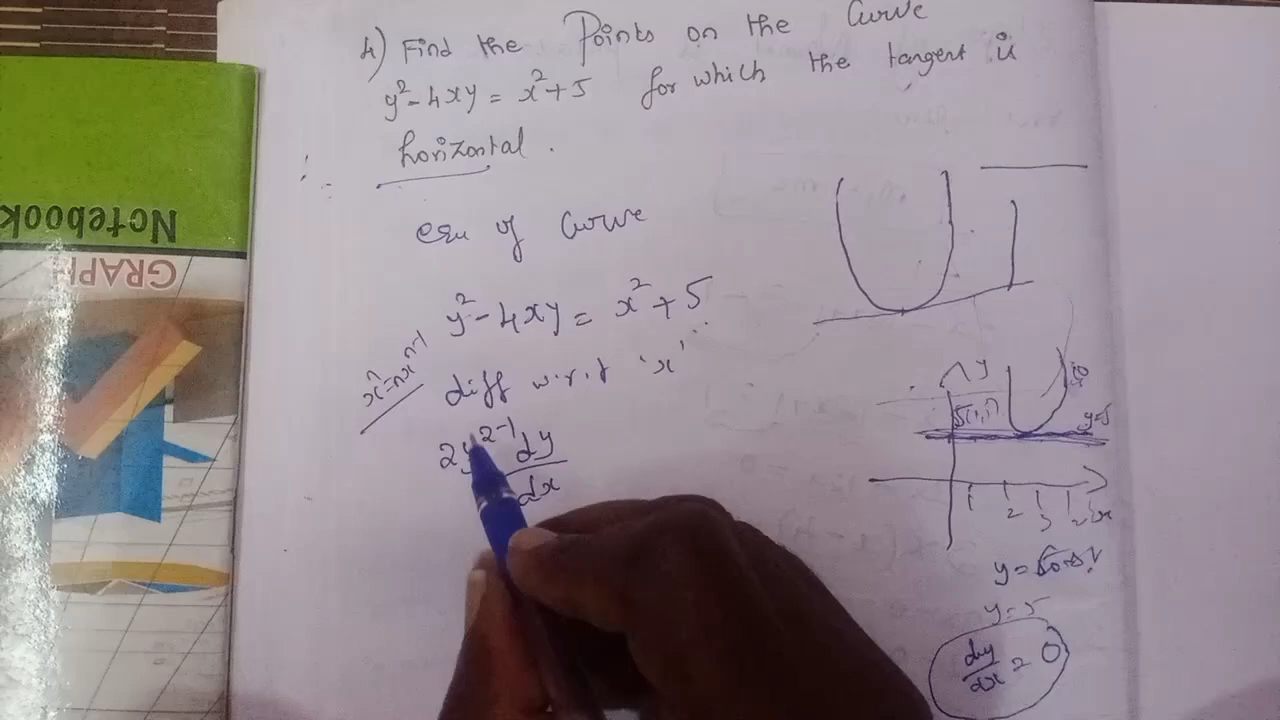 4) Find the Points on the Curve
y² - 4xy = x² + 5 for which the tangent is
horizontal.
eqn of Curve
y² - 4xy = x² + 5
xⁿ = nxⁿ⁻¹
diff w.r.t 'x'
2y²⁻¹ dy
dx
y
y=5
1 2 3
x
y =
y=5
dy
dx = 0
Notebook
GRAPH